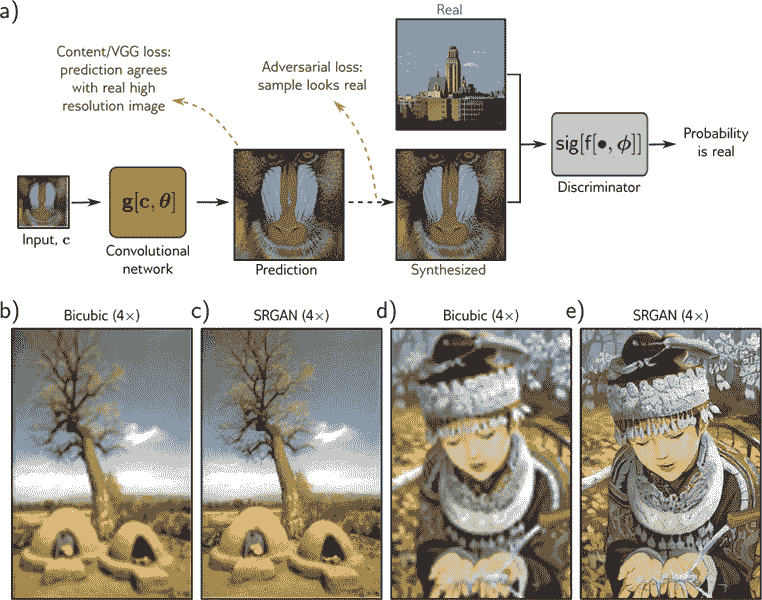 a)
Real
Content/VGG loss:
prediction agrees
with real high
resolution image
Adversarial loss:
sample looks real
sig[f[•, ϕ]]
Discriminator
Probability
is real
g[c, θ]
Input, c
Convolutional
network
Prediction
Synthesized
b) Bicubic (4×)
c) SRGAN (4×)
d) Bicubic (4×)
e) SRGAN (4×)